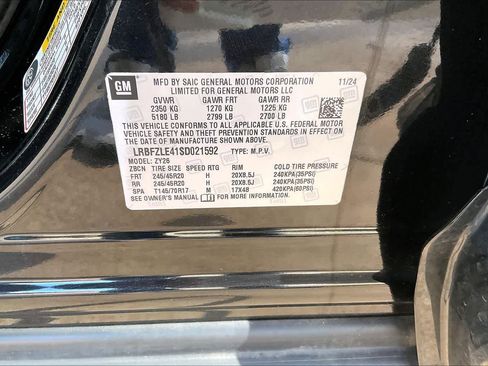 GM
MFD BY SAIC GENERAL MOTORS CORPORATION 11/24
LIMITED FOR GENERAL MOTORS LLC
GVWR GAWR FRT GAWR RR
2350 KG 1270 KG 1225 KG
5180 LB 2799 LB 2700 LB
THIS VEHICLE CONFORMS TO ALL APPLICABLE U.S. FEDERAL MOTOR
VEHICLE SAFETY AND THEFT PREVENTION STANDARDS IN EFFECT ON
THE DATE OF MANUFACTURE SHOWN ABOVE.
LRBFZLE41SD021592 TYPE: M.P.V.
MODEL: ZY26
ZBCN TIRE SIZE SPEED RTG RIM COLD TIRE PRESSURE
FRT 245/45R20 H 20X8.5J 240KPA(35PSI)
RR 245/45R20 H 20X8.5J 240KPA(35PSI)
SPA T145/70R17 M 17X4B 420KPA(60PSI)
SEE OWNER'S MANUAL FOR MORE INFORMATION.